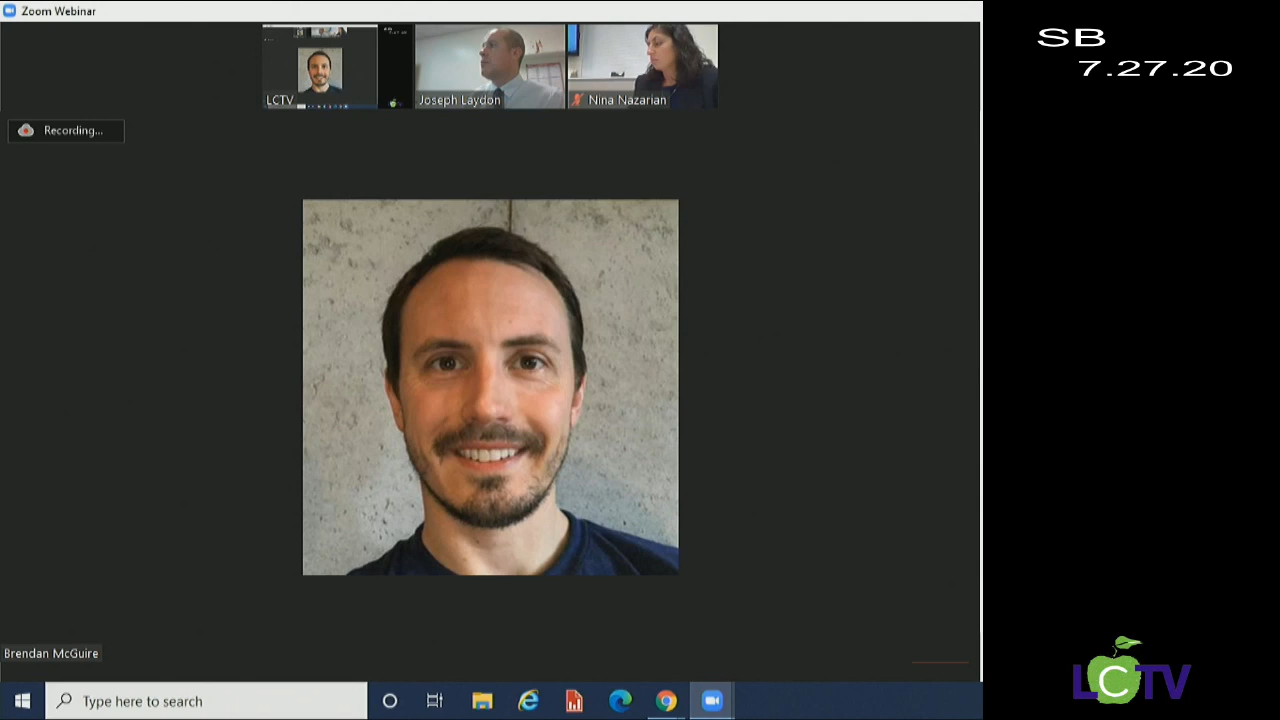 Zoom Webinar
SB
7.27.20
LCTV
Joseph Laydon
Nina Nazarian
Recording...
Brendan McGuire
Type here to search
LCTV